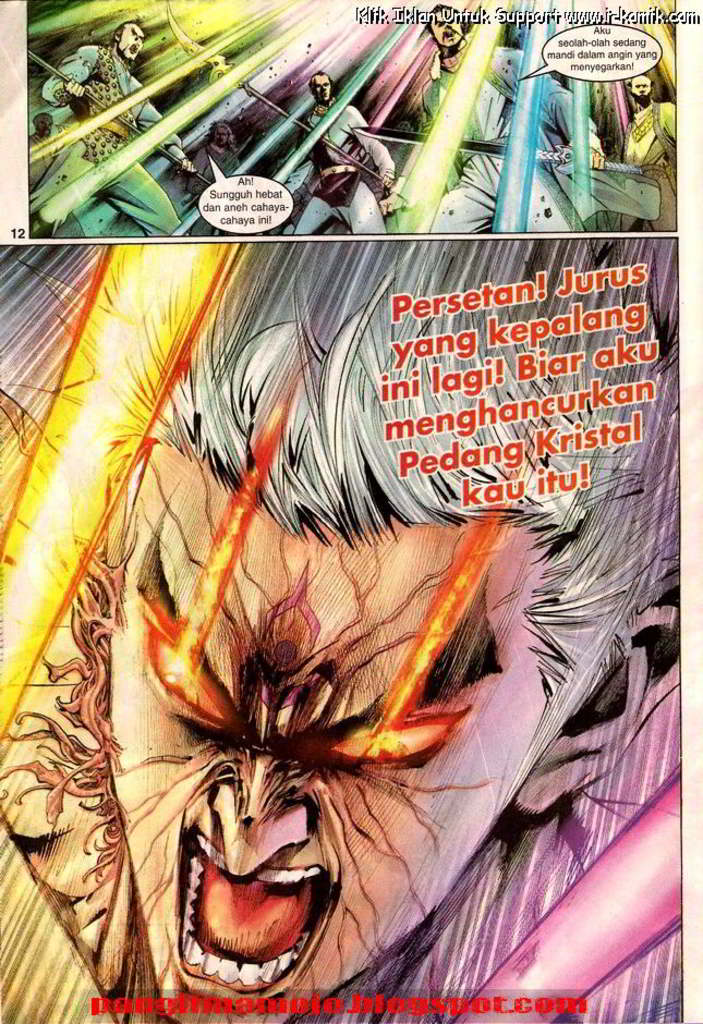 Klik Iklan Untuk Support www.i-komik.com
Aku
seolah-olah sedang
mandi dalam angin yang
menyegarkan!
Ah!
Sungguh hebat
dan aneh cahaya-
cahaya ini!
12
Persetan! Jurus
yang kepalang
ini lagi! Biar aku
menghancurkan
Pedang Kristal
kau itu!
panglimamojo.blogspot.com